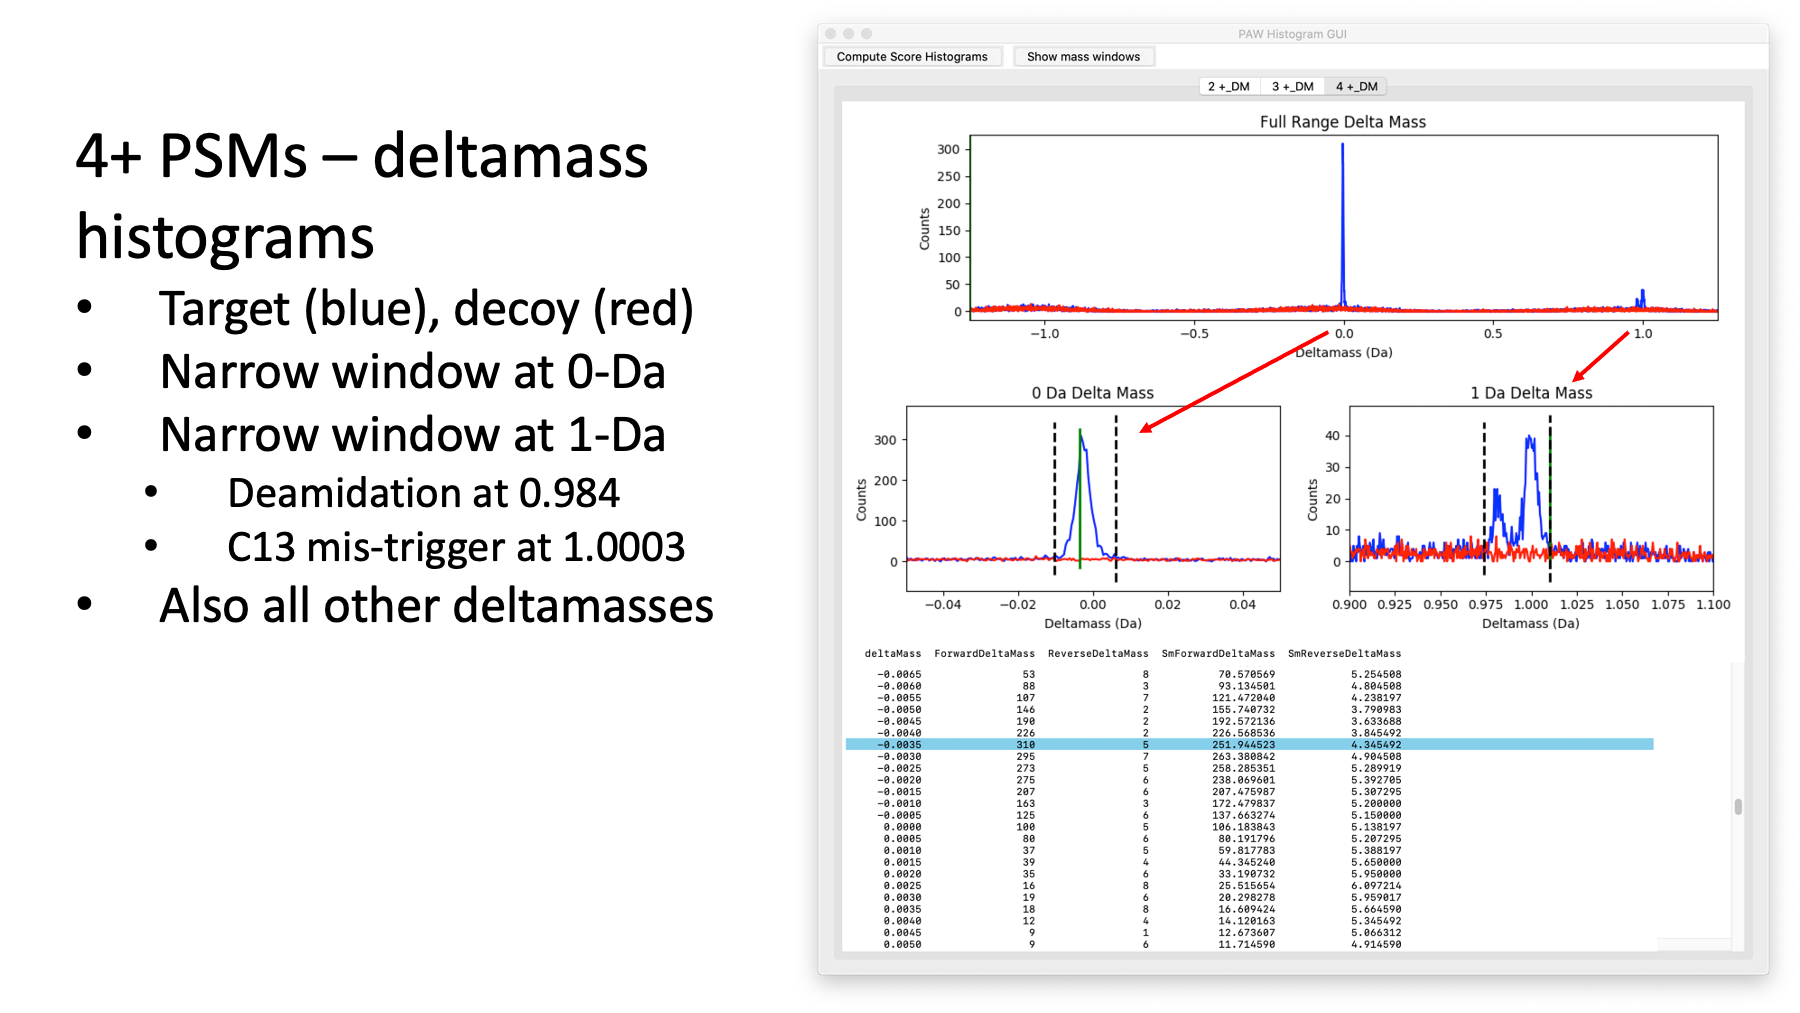 4+ PSMs – deltamass
histograms
• Target (blue), decoy (red)
• Narrow window at 0-Da
• Narrow window at 1-Da
• Deamidation at 0.984
• C13 mis-trigger at 1.0003
• Also all other deltamasses
PAW Histogram GUI
Compute Score Histograms Show mass windows
2 +_DM 3 +_DM 4 +_DM
Full Range Delta Mass
Counts
300
250
200
150
100
50
0
−1.0 −0.5 0.0 0.5 1.0
Deltamass (Da)
0 Da Delta Mass
Counts
300
200
100
0
−0.04 −0.02 0.00 0.02 0.04
Deltamass (Da)
1 Da Delta Mass
Counts
40
30
20
10
0
0.900 0.925 0.950 0.975 1.000 1.025 1.050 1.075 1.100
Deltamass (Da)
deltaMass ForwardDeltaMass ReverseDeltaMass SmForwardDeltaMass SmReverseDeltaMass
−0.0065 53 8 70.570569 5.254508
−0.0060 88 3 93.134501 4.804508
−0.0055 107 7 121.472040 4.238197
−0.0050 146 2 155.740732 3.790983
−0.0045 190 2 192.572136 3.633688
−0.0040 226 2 226.568536 3.845492
−0.0035 310 5 251.944523 4.345492
−0.0030 295 7 263.380842 4.904508
−0.0025 273 5 258.285351 5.289919
−0.0020 275 6 238.069601 5.392705
−0.0015 207 6 207.475987 5.307295
−0.0010 163 3 172.479837 5.200000
−0.0005 125 6 137.663274 5.150000
0.0000 100 5 106.183843 5.138197
0.0005 80 6 80.191796 5.207295
0.0010 37 5 59.817783 5.388197
0.0015 39 4 44.345240 5.650000
0.0020 35 6 33.190732 5.950000
0.0025 16 8 25.515654 6.097214
0.0030 19 6 20.298278 5.959017
0.0035 18 8 16.609424 5.664590
0.0040 12 4 14.120163 5.345492
0.0045 9 1 12.673607 5.066312
0.0050 9 6 11.714590 4.914590